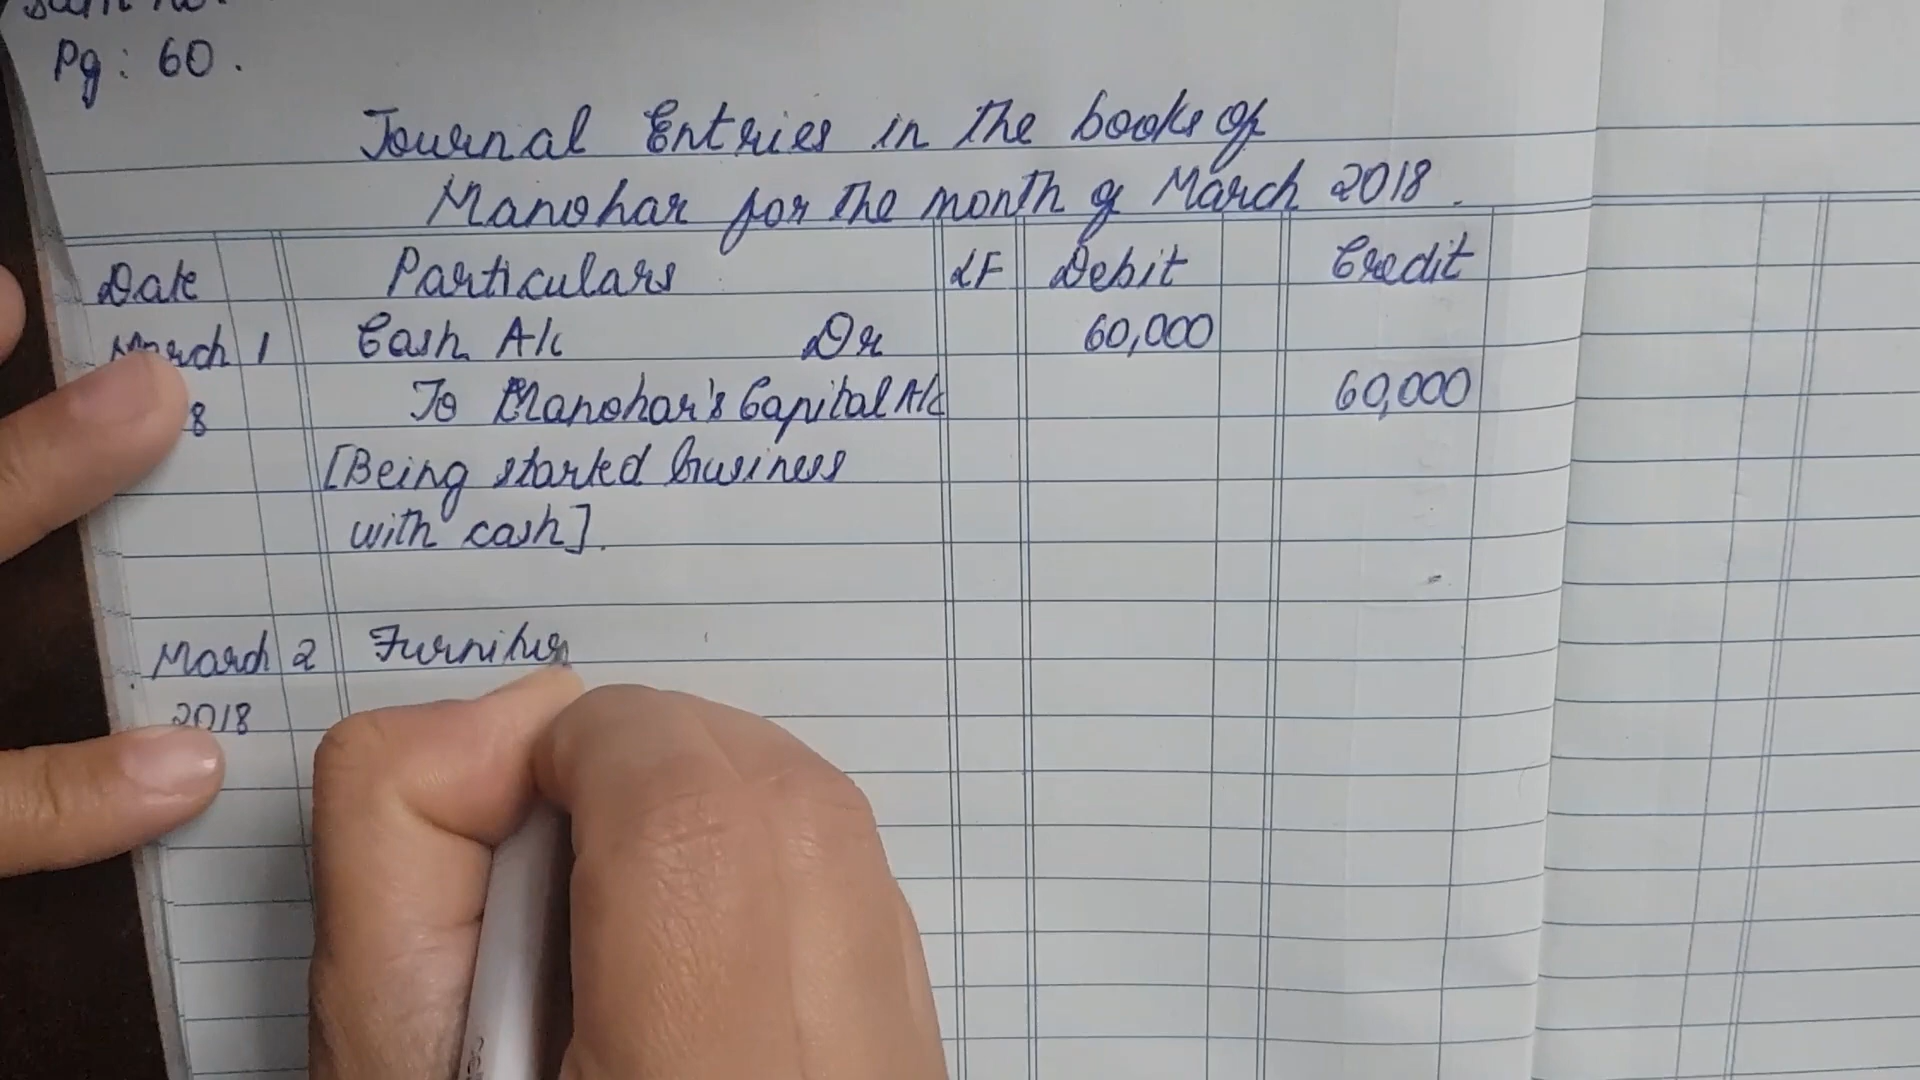 Pg: 60.
Journal Entries in the books of
Manohar for the month of March 2018.
Date Particulars LF Debit Credit
March 1 Cash A/c Dr 60,000
8 To Manohar's Capital A/c 60,000
[Being started business
with cash].
March 2 Furnitur
2018